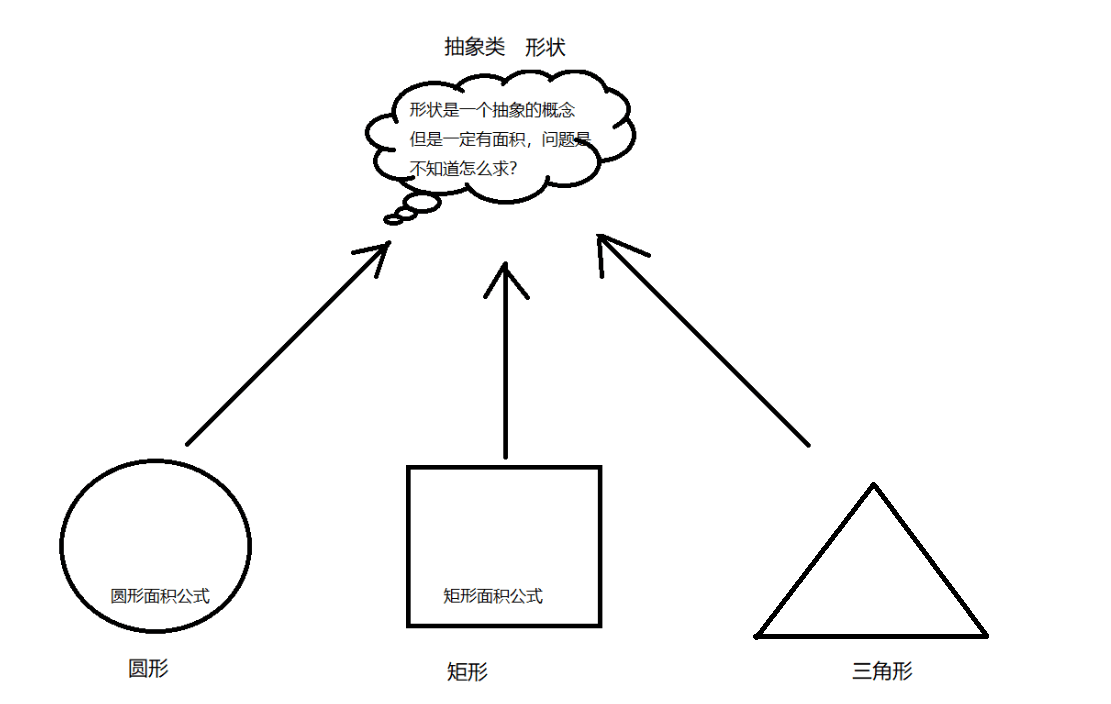 抽象类 形状
形状是一个抽象的概念
但是一定有面积，问题是
不知道怎么求？
圆形面积公式
矩形面积公式
圆形
矩形
三角形